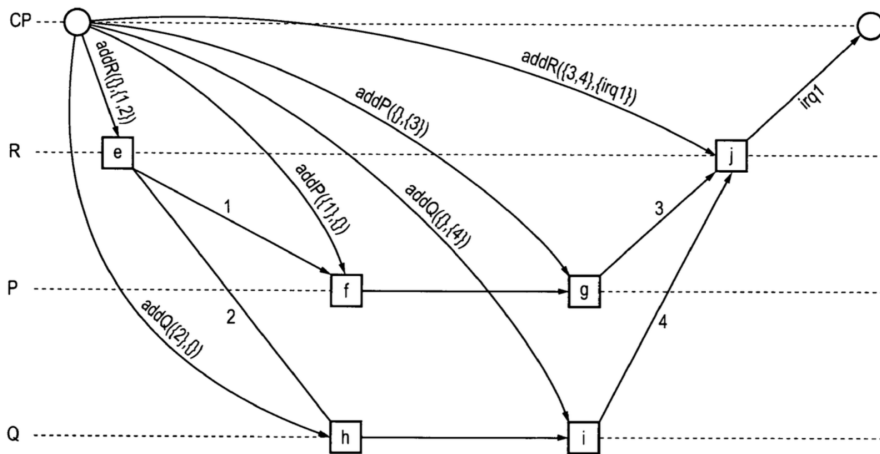 CP
addR({},{1,2})
addP({1},{})
addP({},{3})
addQ({},{4})
addR({3,4},{irq1})
irq1
R
e
j
1
3
addQ({2},{})
2
4
P
f
g
Q
h
i